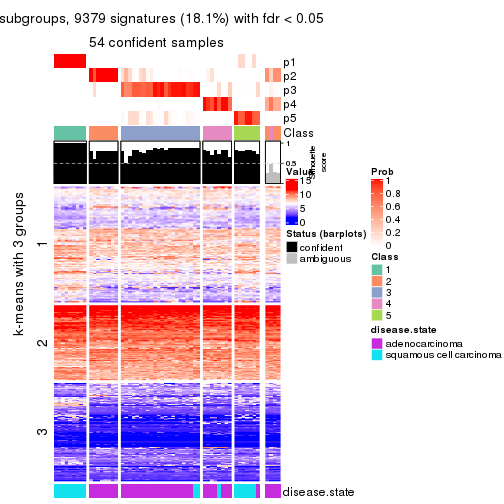 subgroups, 9379 signatures (18.1%) with fdr < 0.05
54 confident samples
p1
p2
p3
p4
p5
Class
1
0.5
0
silhouette
score
1
2
3
k-means with 3 groups
disease.state
Value
15
10
5
0
Status (barplots)
confident
ambiguous
Prob
1
0.8
0.6
0.4
0.2
0
Class
1
2
3
4
5
disease.state
adenocarcinoma
squamous cell carcinoma